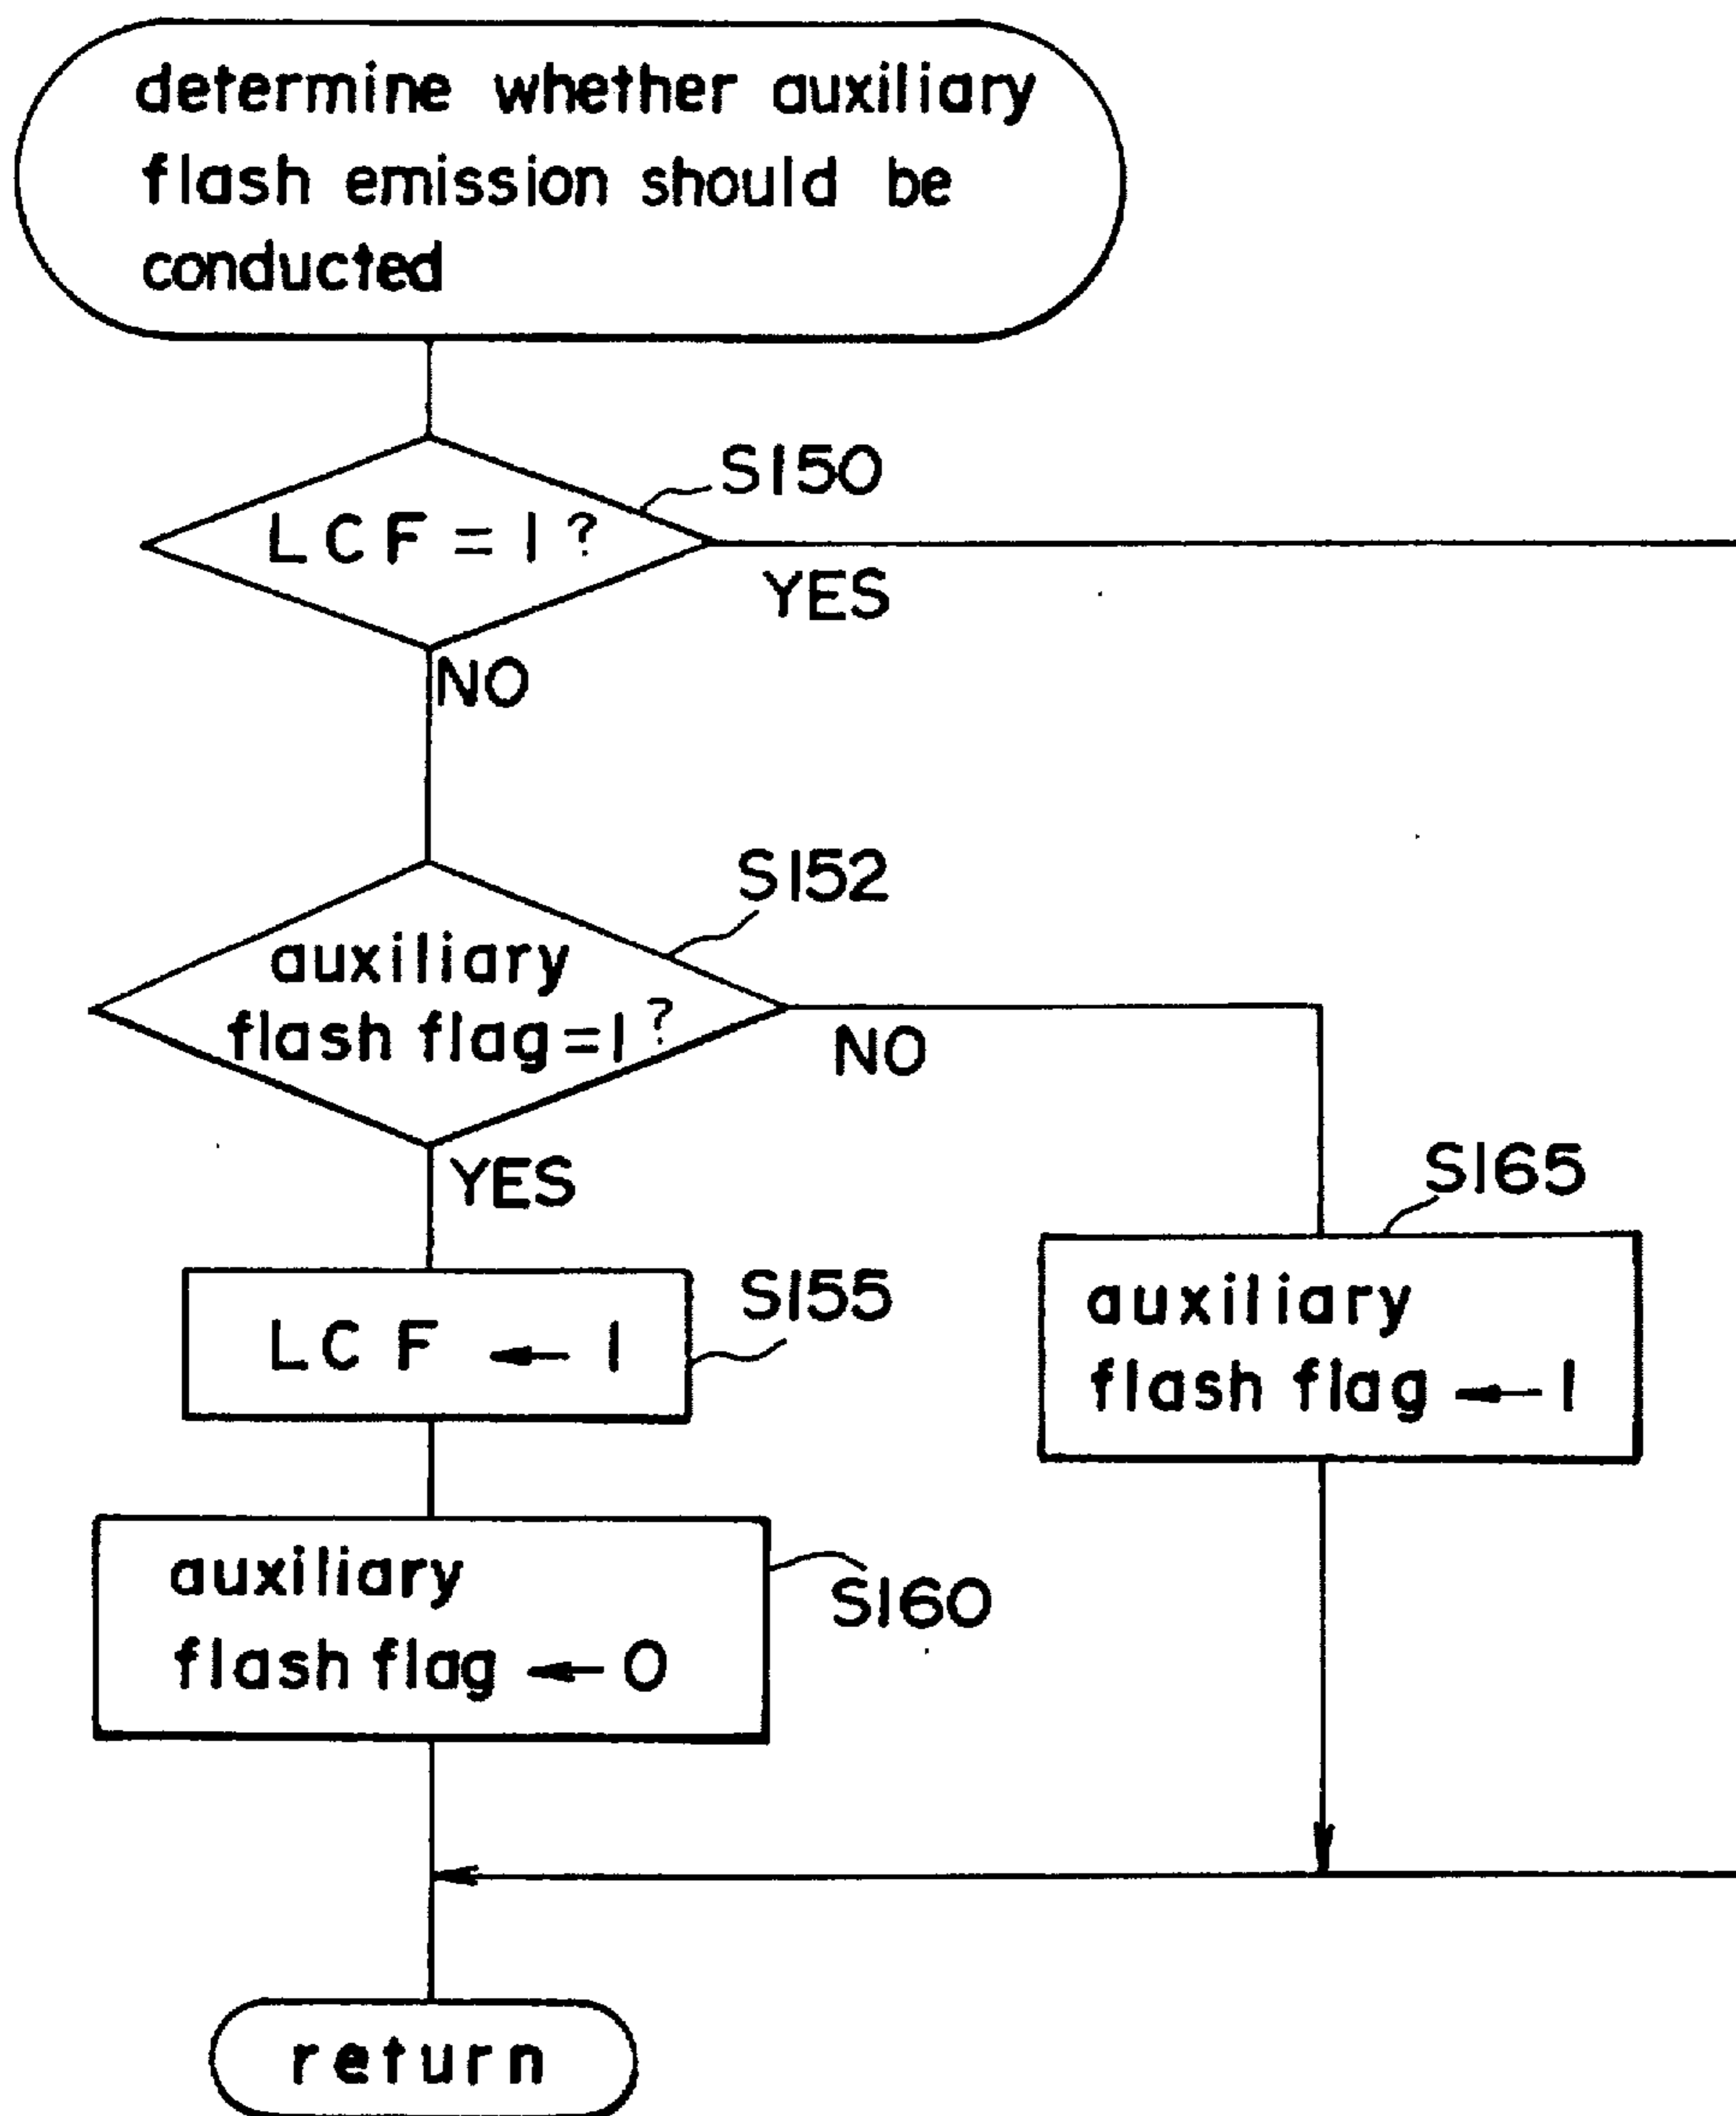 determine whether auxiliary
flash emission should be
conducted
S150
LCF=1?
YES
NO
S152
auxiliary
flash flag=1?
NO
YES
S165
S155
LCF ← 1
auxiliary
flash flag ← 1
auxiliary
flash flag ← 0
S160
return